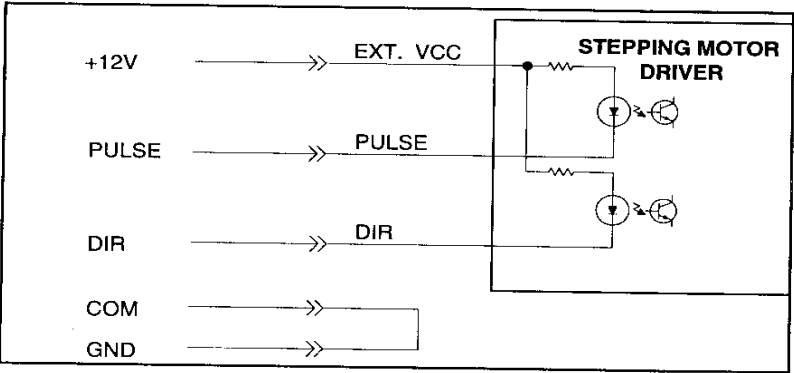 +12V
EXT. VCC
STEPPING MOTOR
DRIVER
PULSE
PULSE
DIR
DIR
COM
GND